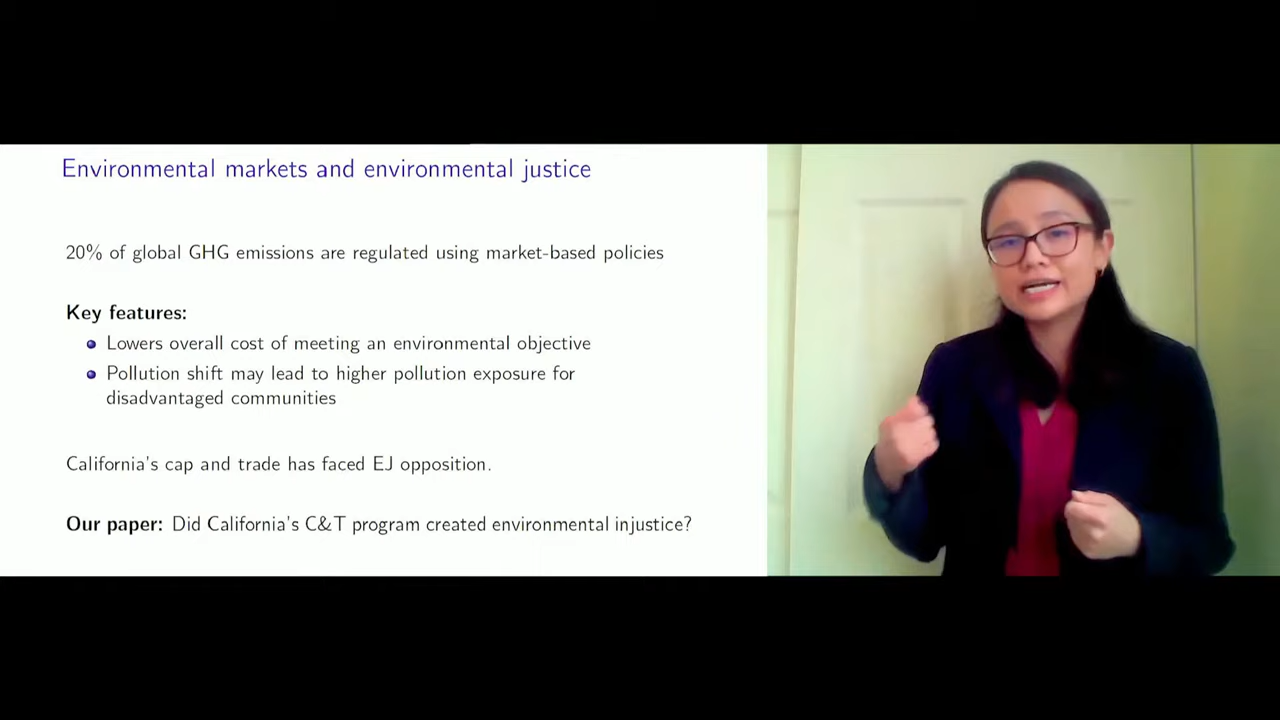 Environmental markets and environmental justice
20% of global GHG emissions are regulated using market-based policies
Key features:
Lowers overall cost of meeting an environmental objective
Pollution shift may lead to higher pollution exposure for
disadvantaged communities
California's cap and trade has faced EJ opposition.
Our paper: Did California's C&T program created environmental injustice?